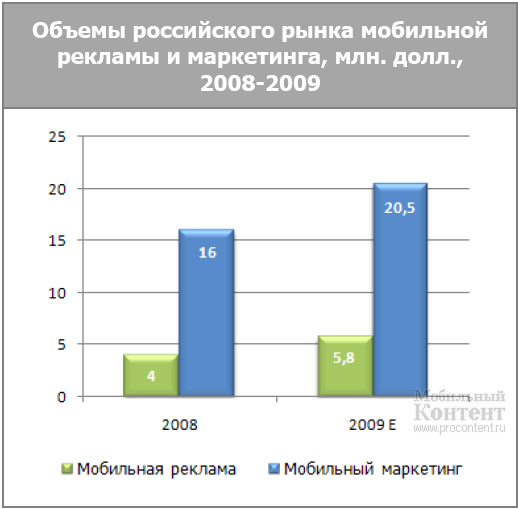 Объемы российского рынка мобильной
рекламы и маркетинга, млн. долл.,
2008-2009
25
20
15
10
5
0
4
16
5,8
20,5
2008
2009 E
Мобильный
Контент
www.procontent.ru
Мобильная реклама
Мобильный маркетинг